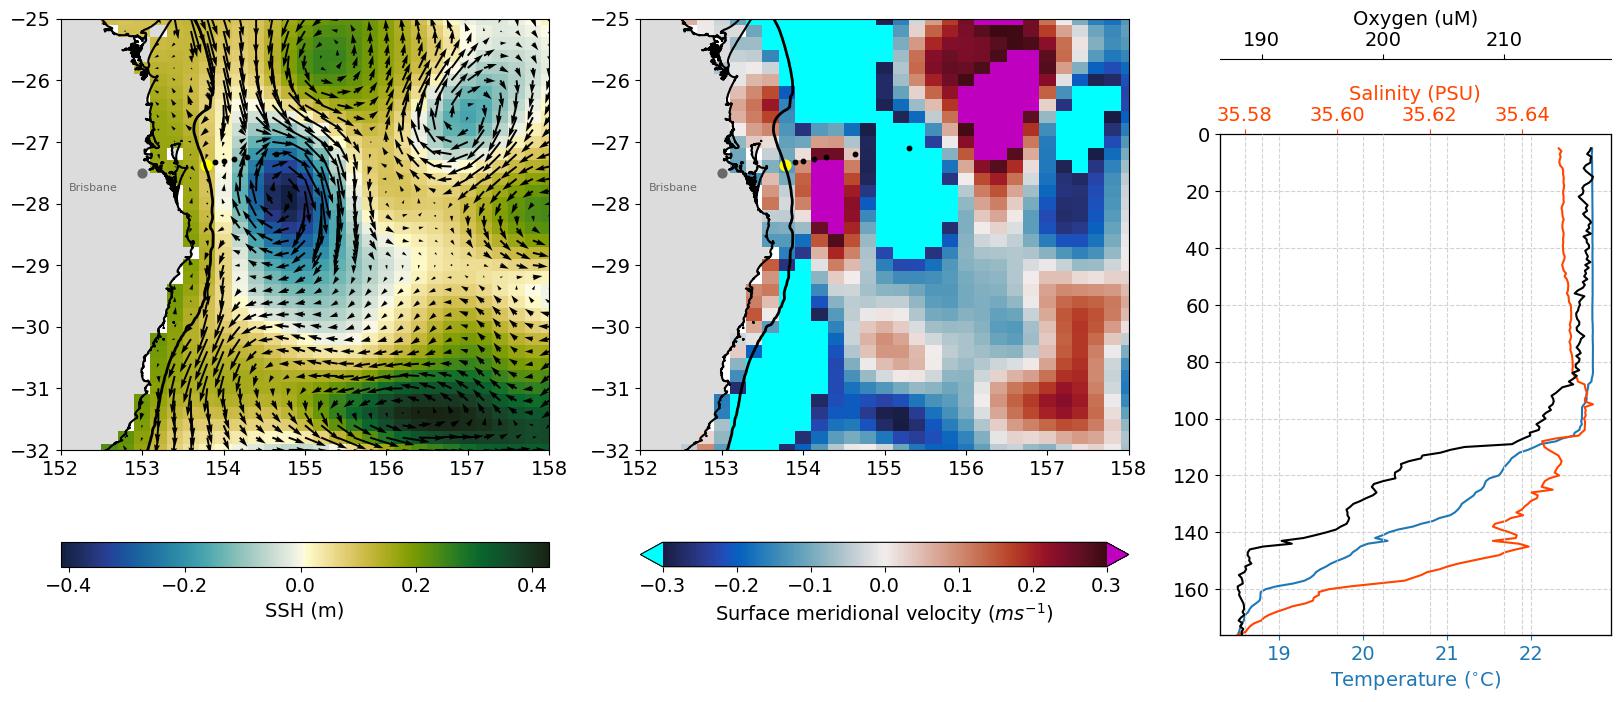 −25
−26
−27
−28
−29
−30
−31
−32
152 153 154 155 156 157 158
Brisbane
−0.4 −0.2 0.0 0.2 0.4
SSH (m)
−25
−26
−27
−28
−29
−30
−31
−32
152 153 154 155 156 157 158
Brisbane
−0.3 −0.2 −0.1 0.0 0.1 0.2 0.3
Surface meridional velocity (ms⁻¹)
Oxygen (uM)
190 200 210
Salinity (PSU)
35.58 35.60 35.62 35.64
0
20
40
60
80
100
120
140
160
19 20 21 22
Temperature (°C)